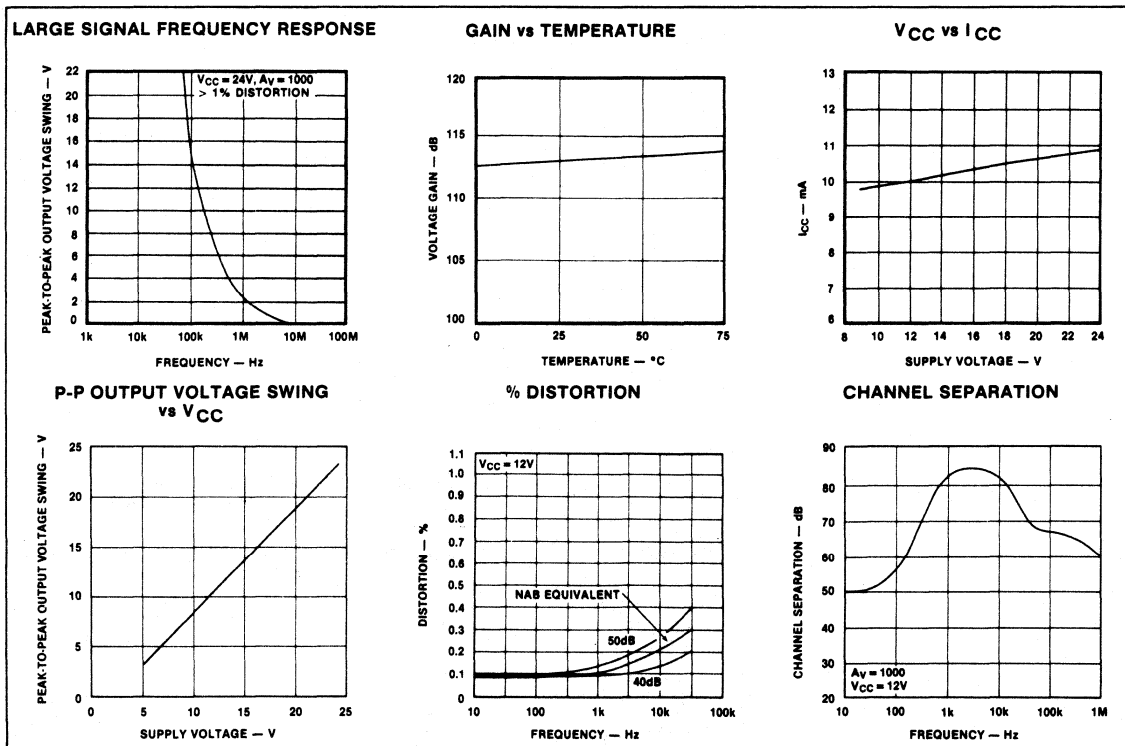 LARGE SIGNAL FREQUENCY RESPONSE
PEAK-TO-PEAK OUTPUT VOLTAGE SWING — V
22
20
18
16
14
12
10
8
6
4
2
0
VCC = 24V, AV = 1000
> 1% DISTORTION
1k 10k 100k 1M 10M 100M
FREQUENCY — Hz
GAIN vs TEMPERATURE
VOLTAGE GAIN — dB
120
115
110
105
100
0 25 50 75
TEMPERATURE — °C
VCC vs ICC
ICC — mA
13
12
11
10
9
8
7
6
8 10 12 14 16 18 20 22 24
SUPPLY VOLTAGE — V
P-P OUTPUT VOLTAGE SWING
vs VCC
PEAK-TO-PEAK OUTPUT VOLTAGE SWING — V
25
20
15
10
5
0
0 5 10 15 20 25
SUPPLY VOLTAGE — V
% DISTORTION
DISTORTION — %
1.1
1.0
0.9
0.8
0.7
0.6
0.5
0.4
0.3
0.2
0.1
0
VCC = 12V
NAB EQUIVALENT
50dB
40dB
10 100 1k 10k 100k
FREQUENCY — Hz
CHANNEL SEPARATION
CHANNEL SEPARATION — dB
90
80
70
60
50
40
30
20
AV = 1000
VCC = 12V
10 100 1k 10k 100k 1M
FREQUENCY — Hz